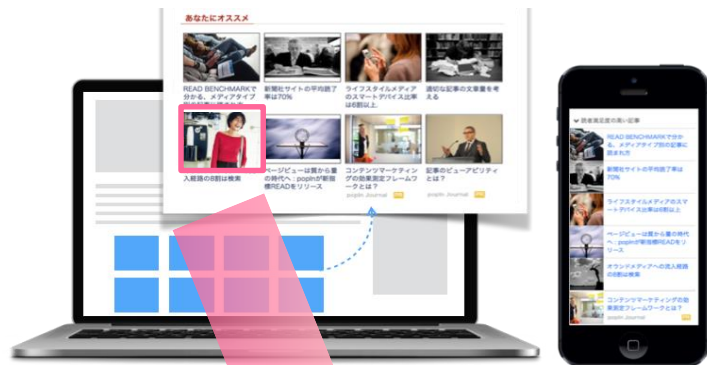 あなたにオススメ
READ BENCHMARKで
分かる、メディアタイプ
新聞社サイトの平均読了
率は70%
ライフスタイルメディア
のスマートデバイス比率
は6割以上
適切な記事の文章量を考
える
入経路の8割は検索
ページビューは質から量
の時代へ：popInが新指
標READをリリース
コンテンツマーケティン
グの効果測定フレームワ
ークとは？
popIn Journal
記事のビューアビリティ
とは？
popIn Journal
読者満足度の高い記事
READ BENCHMARKで分か
る、メディアタイプ別の記事に
読まれ方
新聞社サイトの平均読了率は
70%
ライフスタイルメディアのスマ
ートデバイス比率は6割以上
ページビューは質から量の時代
へ：popInが新指標READをリ
リース
オウンドメディアへの流入経路
の8割は検索
コンテンツマーケティングの効
果測定フレームワークとは？
popIn Journal